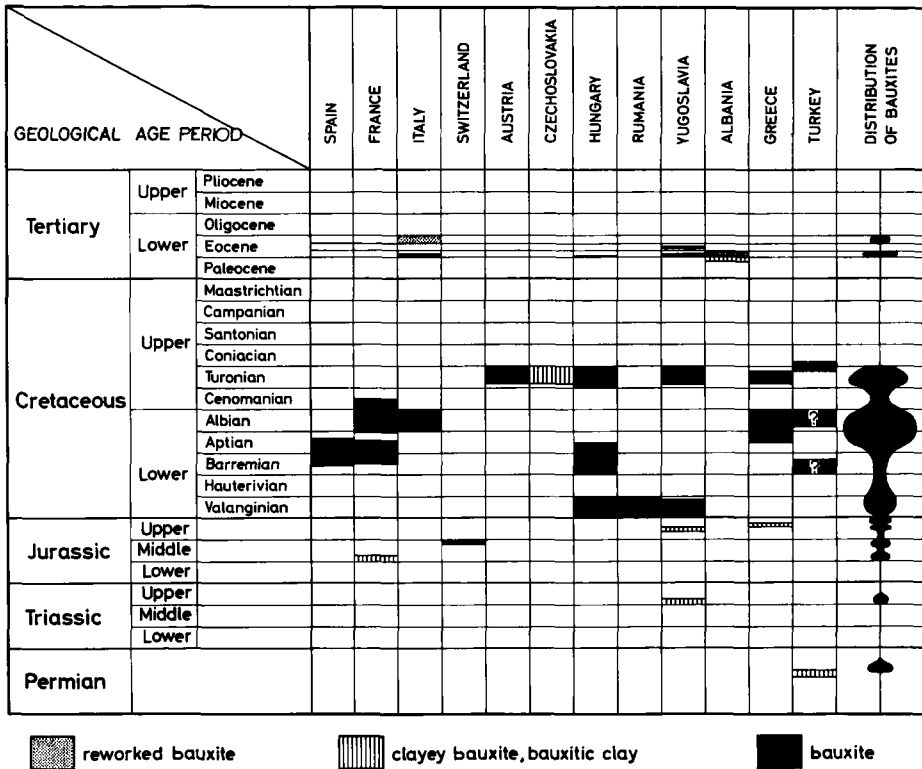 GEOLOGICAL AGE PERIOD
SPAIN
FRANCE
ITALY
SWITZERLAND
AUSTRIA
CZECHOSLOVAKIA
HUNGARY
RUMANIA
YUGOSLAVIA
ALBANIA
GREECE
TURKEY
DISTRIBUTION
OF BAUXITES
Tertiary
Upper
Pliocene
Miocene
Lower
Oligocene
Eocene
Paleocene
Cretaceous
Upper
Maastrichtian
Campanian
Santonian
Coniacian
Turonian
Cenomanian
Lower
Albian
?
Aptian
Barremian
?
Hauterivian
Valanginian
Jurassic
Upper
Middle
Lower
Triassic
Upper
Middle
Lower
Permian
reworked bauxite
clayey bauxite, bauxitic clay
bauxite